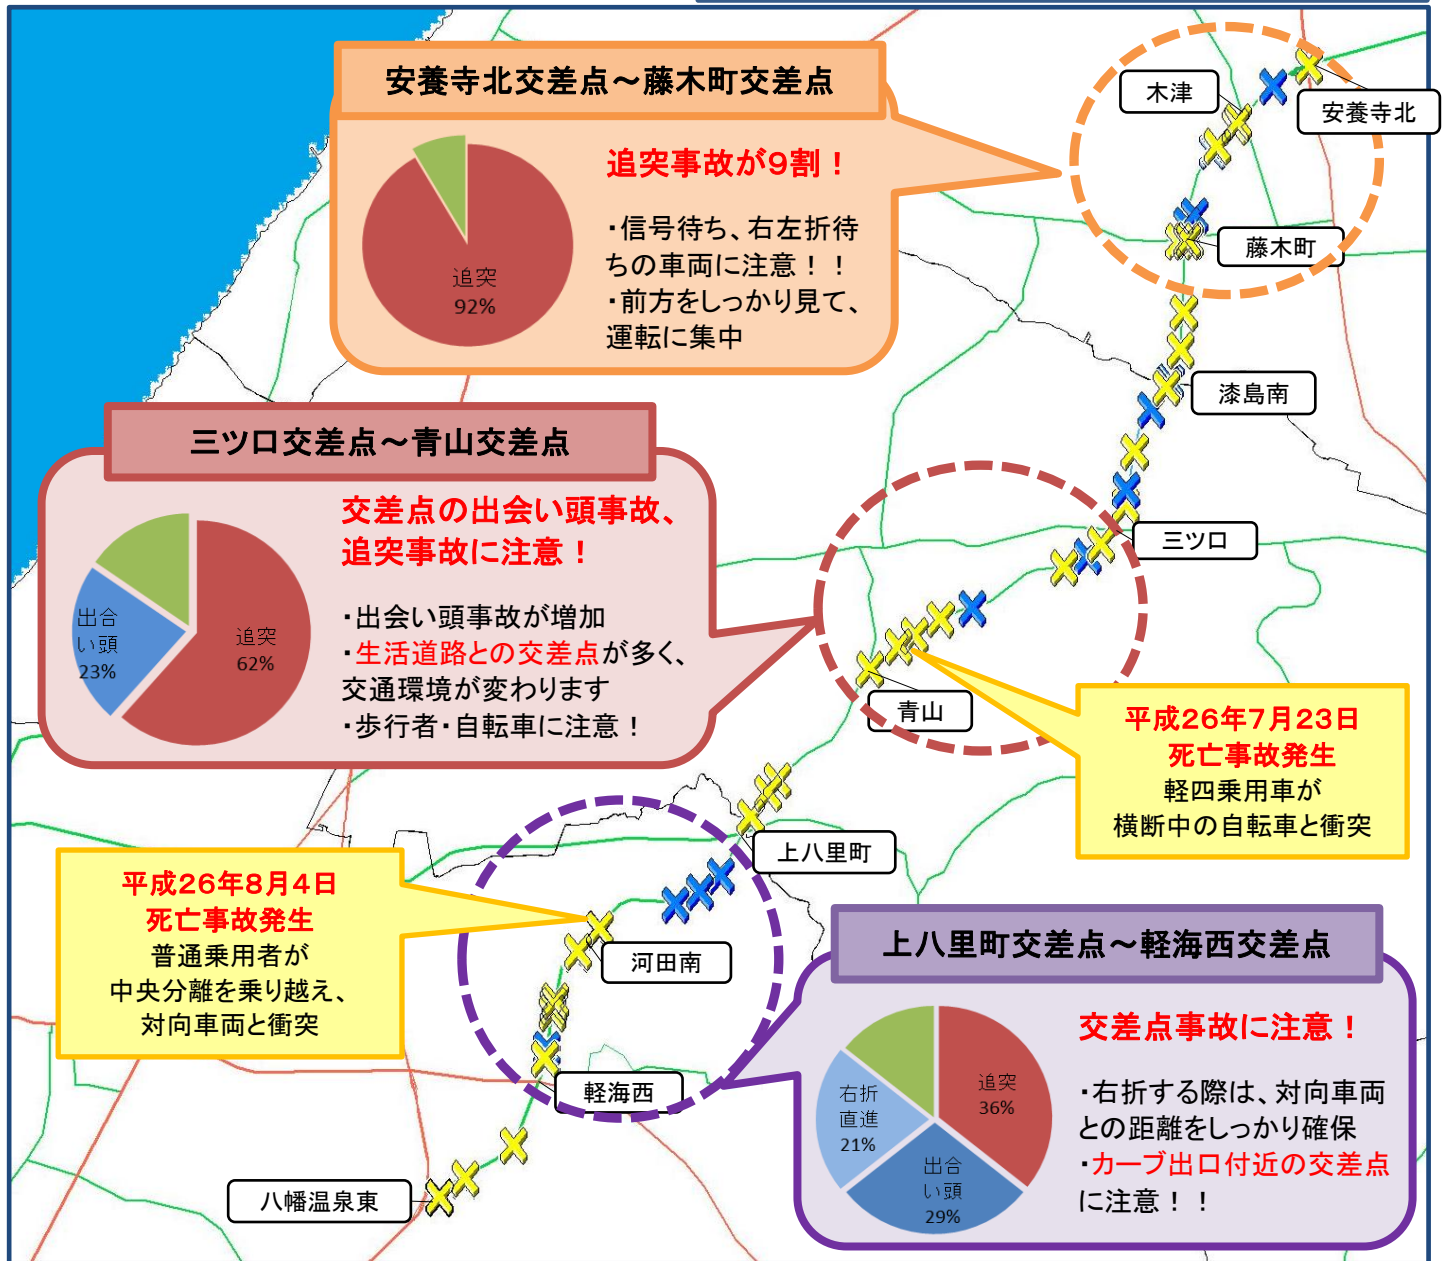 安養寺北交差点～藤木町交差点
追突事故が9割！
・信号待ち、右左折待
ちの車両に注意！！
・前方をしっかり見て、
運転に集中
追突
92%
木津
安養寺北
藤木町
漆島南
三ツ口交差点～青山交差点
交差点の出会い頭事故、
追突事故に注意！
・出会い頭事故が増加
・生活道路との交差点が多く、
交通環境が変わります
・歩行者・自転車に注意！
出合
い頭
23%
追突
62%
三ツ口
青山
平成26年7月23日
死亡事故発生
軽四乗用車が
横断中の自転車と衝突
上八里町
平成26年8月4日
死亡事故発生
普通乗用者が
中央分離を乗り越え、
対向車両と衝突
河田南
軽海西
八幡温泉東
上八里町交差点～軽海西交差点
交差点事故に注意！
・右折する際は、対向車両
との距離をしっかり確保
・カーブ出口付近の交差点
に注意！！
追突
36%
右折
直進
21%
出合
い頭
29%